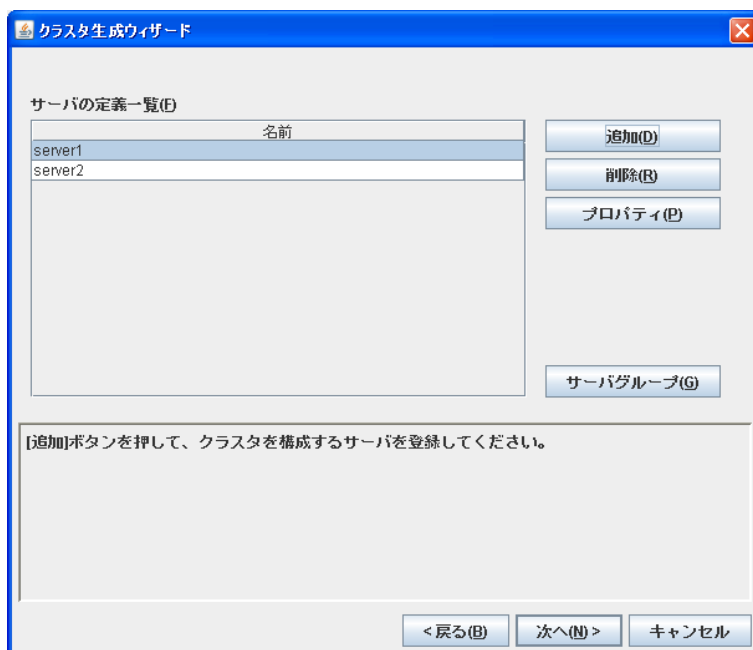 クラスタ生成ウィザード
サーバの定義一覧(F)
名前
server1
server2
追加(D)
削除(R)
プロパティ(P)
サーバグループ(G)
[追加]ボタンを押して、クラスタを構成するサーバを登録してください。
<戻る(B)
次へ(N)>
キャンセル